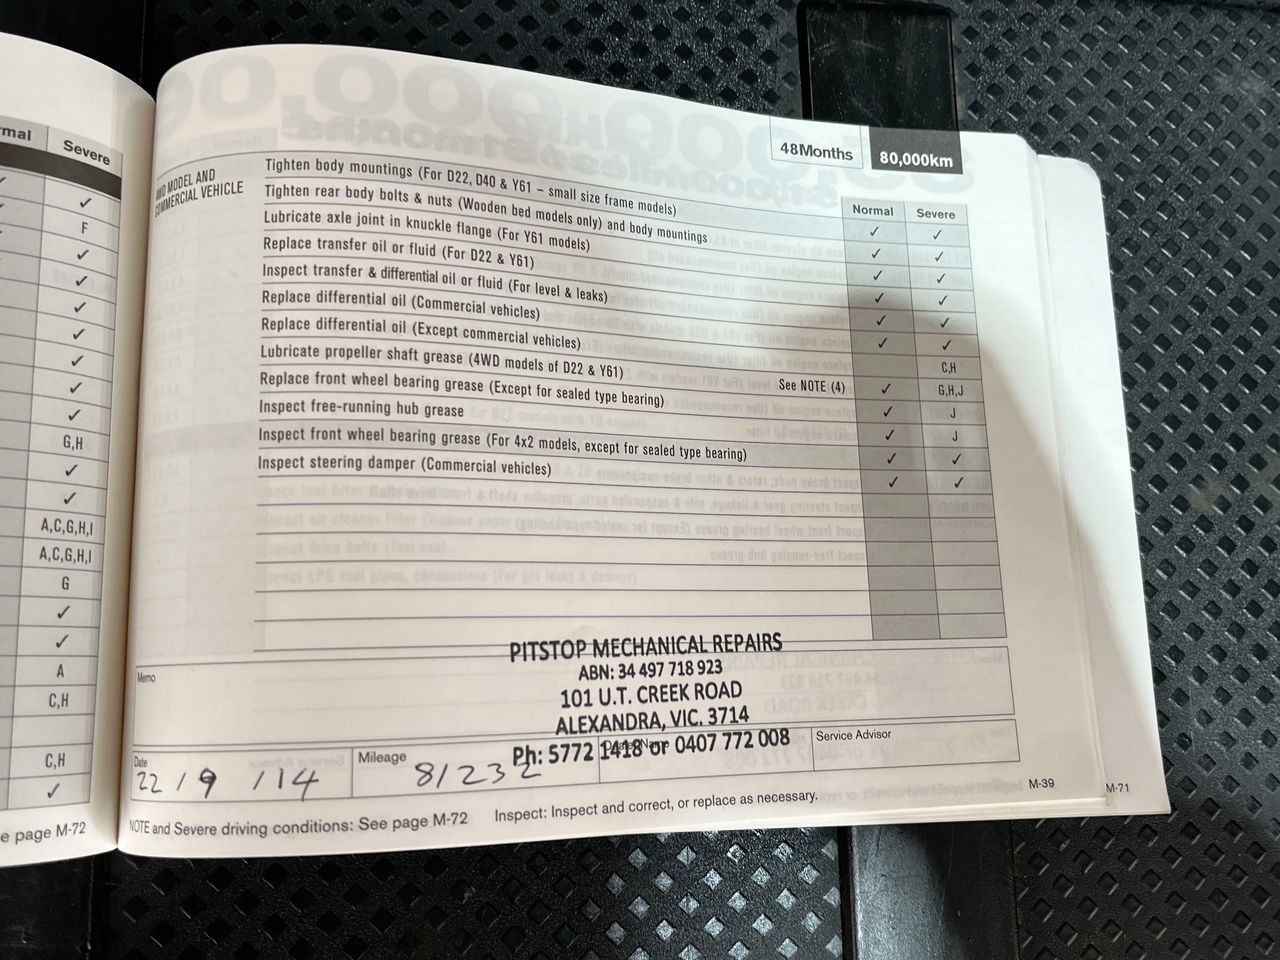 rmal Severe
✓
F
✓
✓
✓
✓
✓
✓
G,H
✓
✓
A,C,G,H,I
A,C,G,H,I
G
✓
✓
A
C,H
C,H
✓
e page M-72
48Months 80,000km
4WD MODEL AND
COMMERCIAL VEHICLE
Normal Severe
Tighten body mountings (For D22, D40 & Y61 – small size frame models) ✓ ✓
Tighten rear body bolts & nuts (Wooden bed models only) and body mountings ✓ ✓
Lubricate axle joint in knuckle flange (For Y61 models) ✓ ✓
Replace transfer oil or fluid (For D22 & Y61) ✓ ✓
Inspect transfer & differential oil or fluid (For level & leaks) ✓ ✓
Replace differential oil (Commercial vehicles) ✓ ✓
Replace differential oil (Except commercial vehicles) C,H
Lubricate propeller shaft grease (4WD models of D22 & Y61) See NOTE (4) ✓ G,H,J
Replace front wheel bearing grease (Except for sealed type bearing) ✓ J
Inspect free-running hub grease ✓ J
Inspect front wheel bearing grease (For 4x2 models, except for sealed type bearing) ✓ ✓
Inspect steering damper (Commercial vehicles) ✓ ✓
Memo
PITSTOP MECHANICAL REPAIRS
ABN: 34 497 718 923
101 U.T. CREEK ROAD
ALEXANDRA, VIC. 3714
Ph: 5772 1418 or 0407 772 008
Date 22/9/14
Mileage 81232
Service Advisor
NOTE and Severe driving conditions: See page M-72 Inspect: Inspect and correct, or replace as necessary.
M-39
M-71